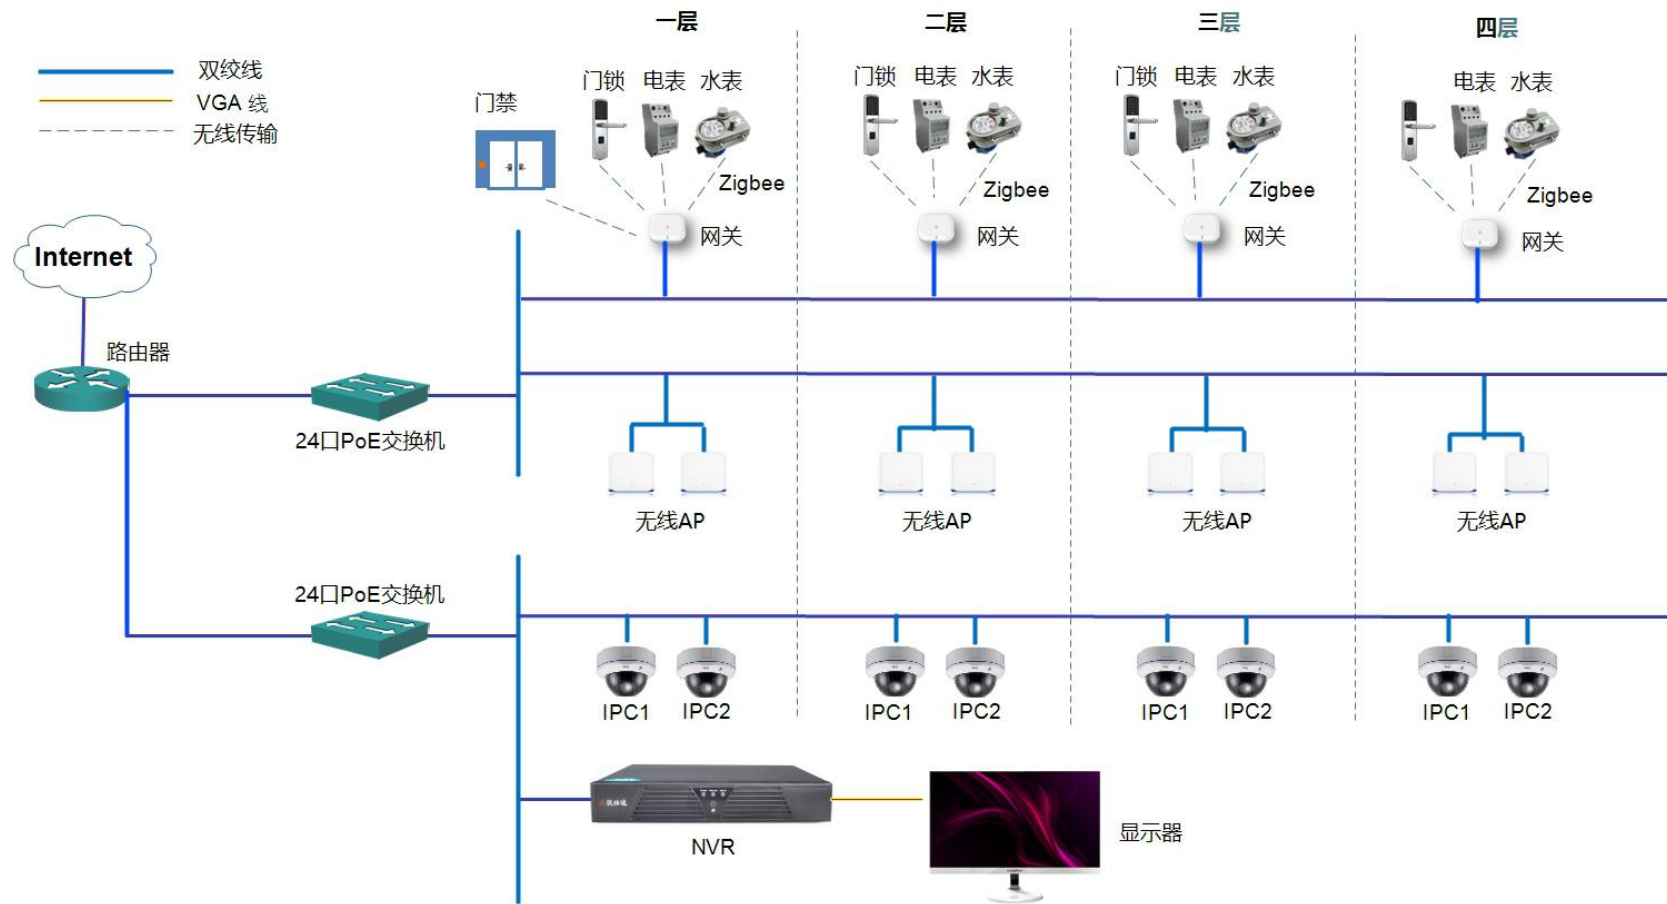 一层
二层
三层
四层
双绞线
VGA 线
无线传输
门禁
门锁 电表 水表
门锁 电表 水表
门锁 电表 水表
电表 水表
Zigbee
Zigbee
Zigbee
Zigbee
网关
网关
网关
网关
Internet
路由器
24口PoE交换机
无线AP
无线AP
无线AP
无线AP
24口PoE交换机
IPC1
IPC2
IPC1
IPC2
IPC1
IPC2
IPC1
IPC2
NVR
显示器